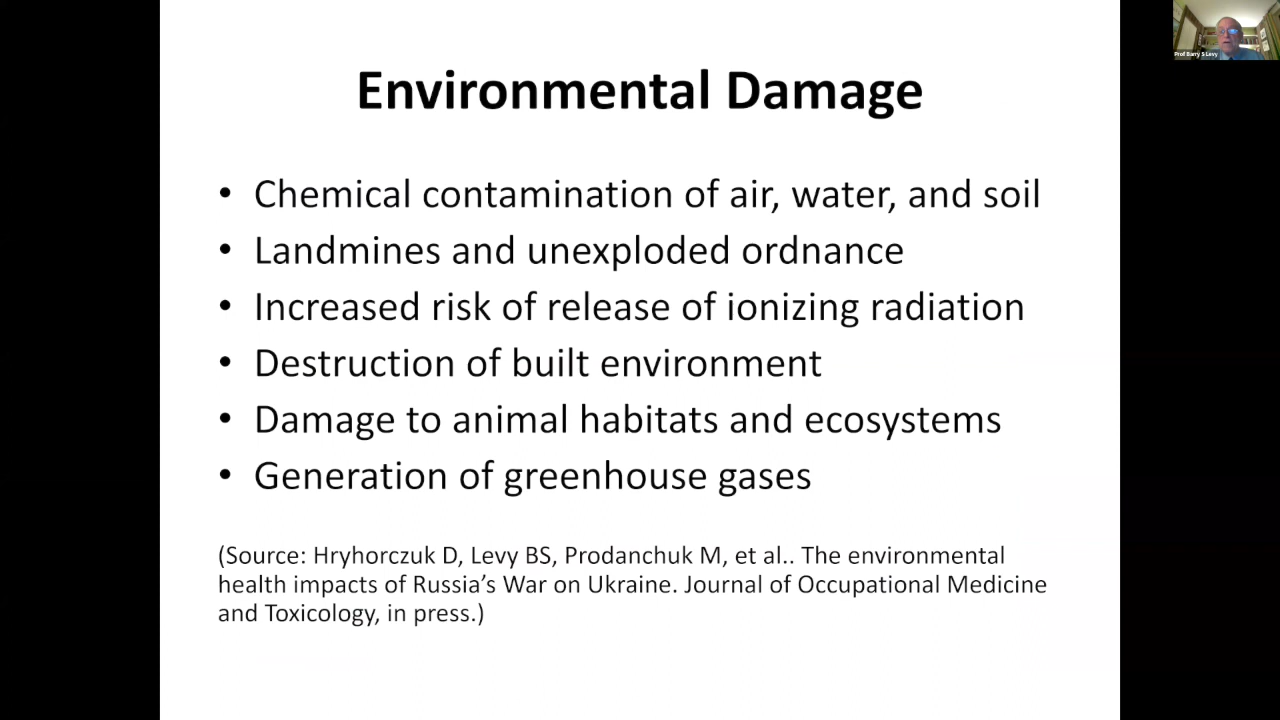 Environmental Damage
• Chemical contamination of air, water, and soil
• Landmines and unexploded ordnance
• Increased risk of release of ionizing radiation
• Destruction of built environment
• Damage to animal habitats and ecosystems
• Generation of greenhouse gases
(Source: Hryhorczuk D, Levy BS, Prodanchuk M, et al.. The environmental
health impacts of Russia’s War on Ukraine. Journal of Occupational Medicine
and Toxicology, in press.)
Prof Barry S Levy